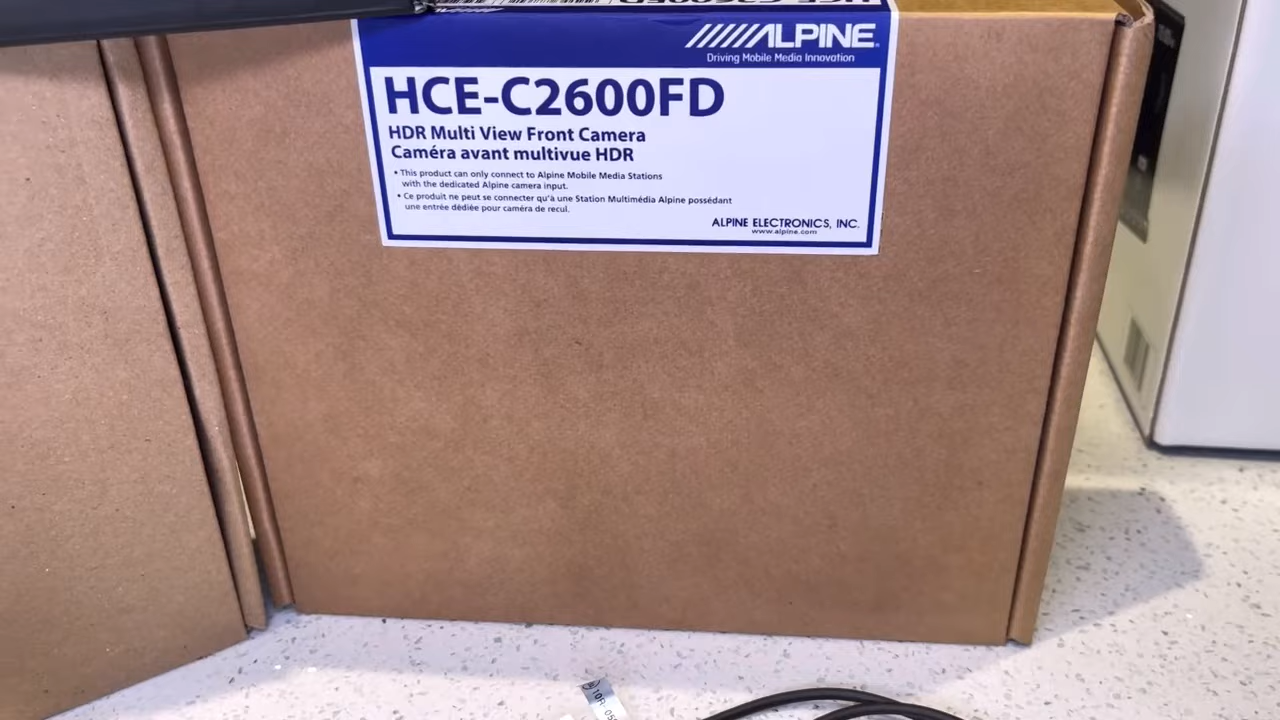 ALPINE
Driving Mobile Media Innovation
HCE-C2600FD
HDR Multi View Front Camera
Caméra avant multivue HDR
• This product can only connect to Alpine Mobile Media Stations
with the dedicated Alpine camera input.
• Ce produit ne peut se connecter qu'à une Station Multimédia Alpine possédant
une entrée dédiée pour caméra de recul.
ALPINE ELECTRONICS, INC.
www.alpine.com